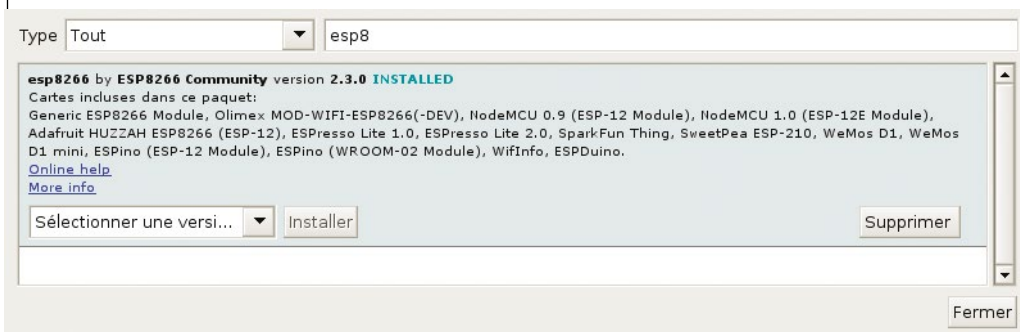 Type Tout esp8
esp8266 by ESP8266 Community version 2.3.0 INSTALLED
Cartes incluses dans ce paquet:
Generic ESP8266 Module, Olimex MOD-WIFI-ESP8266(-DEV), NodeMCU 0.9 (ESP-12 Module), NodeMCU 1.0 (ESP-12E Module),
Adafruit HUZZAH ESP8266 (ESP-12), ESPresso Lite 1.0, ESPresso Lite 2.0, SparkFun Thing, SweetPea ESP-210, WeMos D1, WeMos
D1 mini, ESPino (ESP-12 Module), ESPino (WROOM-02 Module), WifInfo, ESPDuino.
Online help
More info
Sélectionner une versi... Installer Supprimer
Fermer